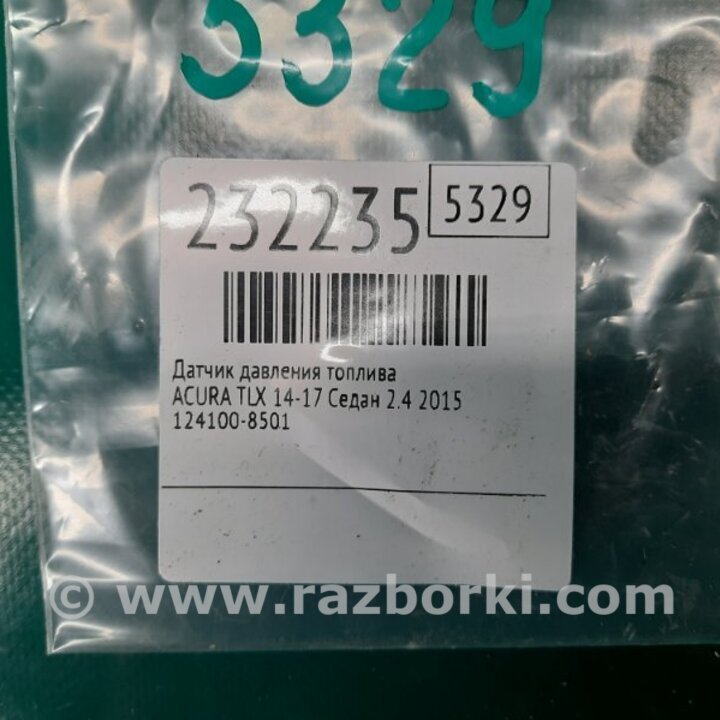 5329
232235 5329
Датчик давления топлива
ACURA TLX 14-17 Седан 2.4 2015
124100-8501
© www.razborki.com